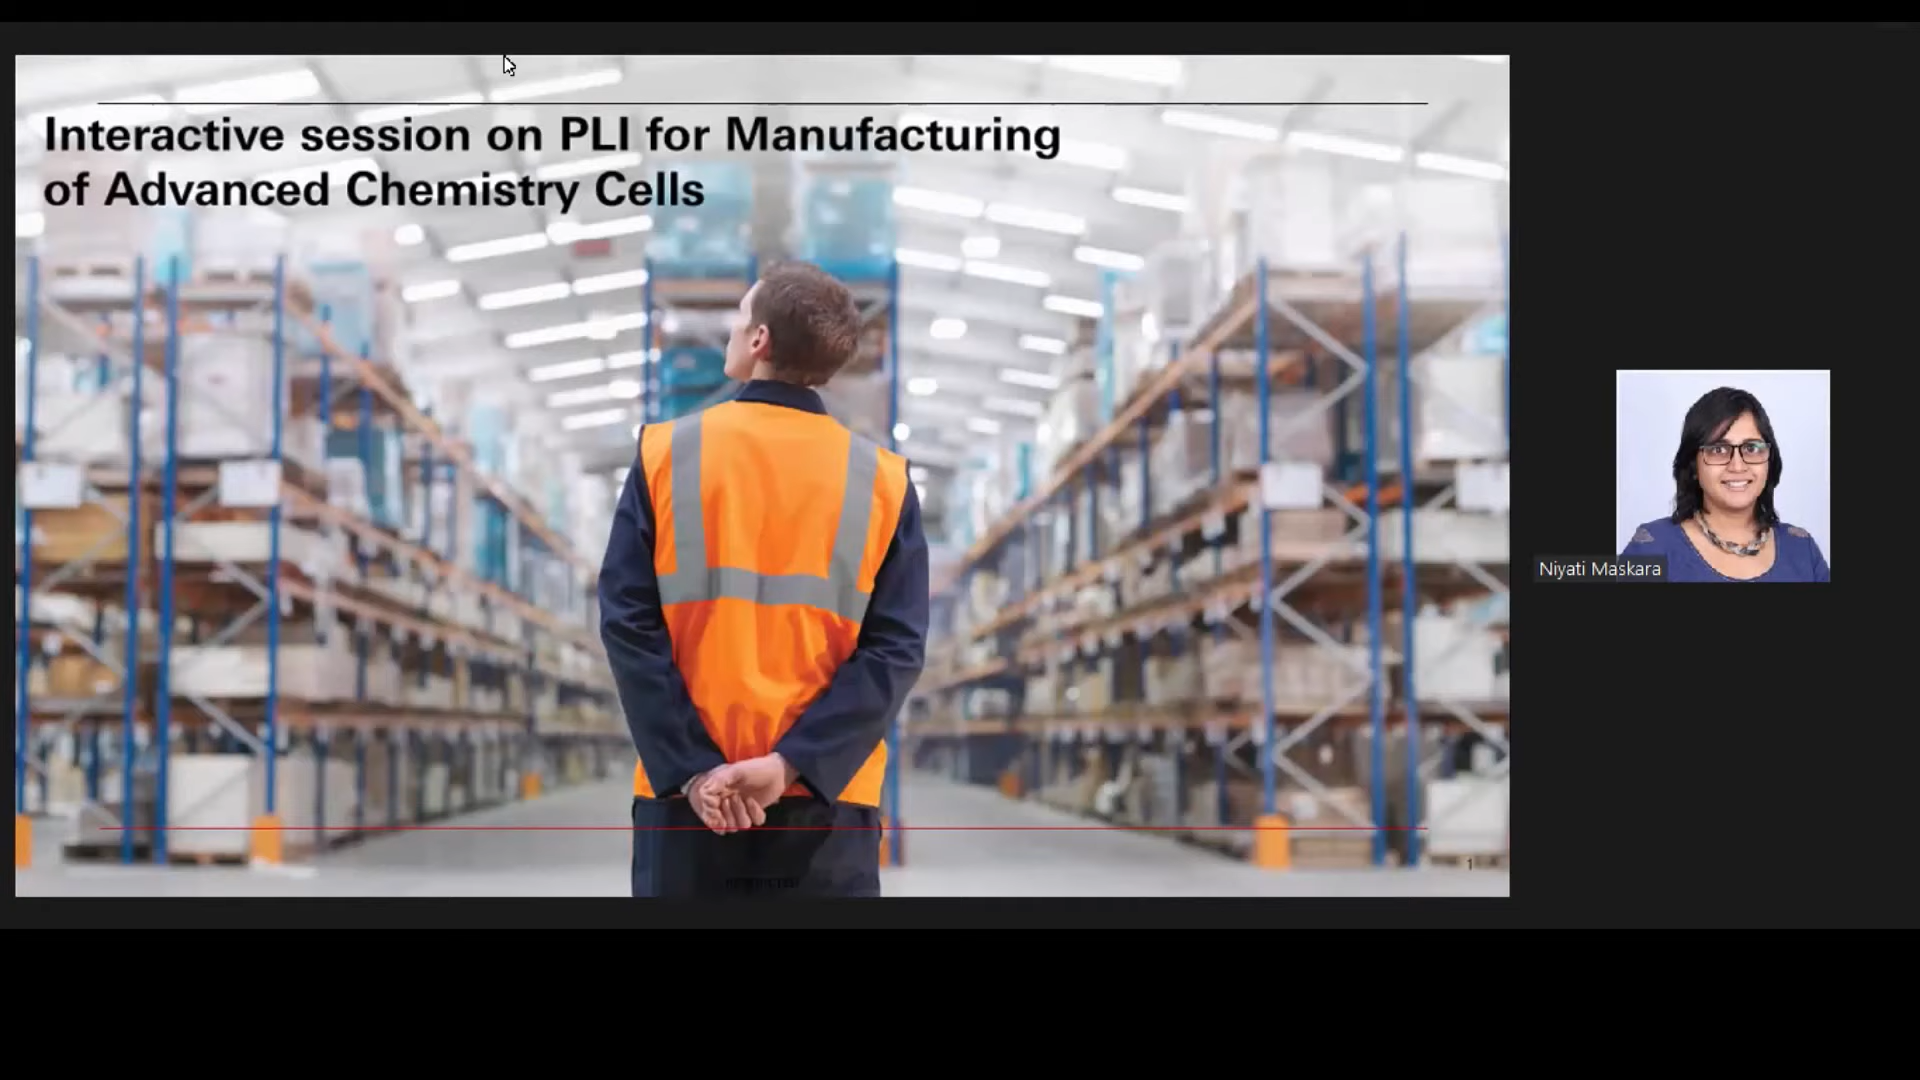 Interactive session on PLI for Manufacturing
of Advanced Chemistry Cells
Niyati Maskara
1